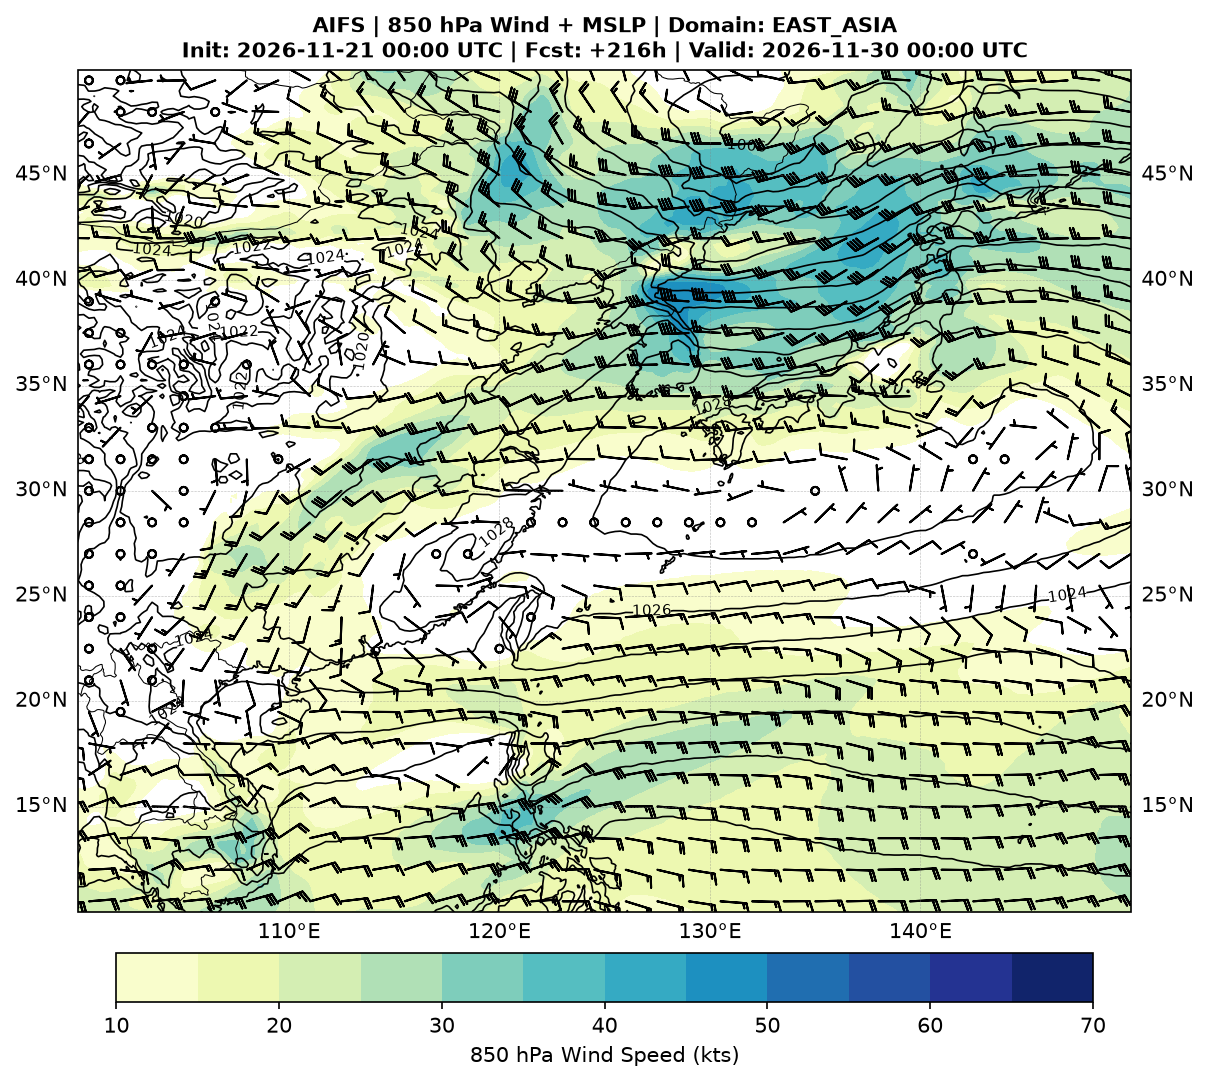 AIFS | 850 hPa Wind + MSLP | Domain: EAST_ASIA
Init: 2026-11-21 00:00 UTC | Fcst: +216h | Valid: 2026-11-30 00:00 UTC
45°N 45°N
40°N 40°N
35°N 35°N
30°N 30°N
25°N 25°N
20°N 20°N
15°N 15°N
1020
1024
1024 1022 1024 1024
1022
1020
1028
1028
1026 1024
1024
110°E 120°E 130°E 140°E
10 20 30 40 50 60 70
850 hPa Wind Speed (kts)